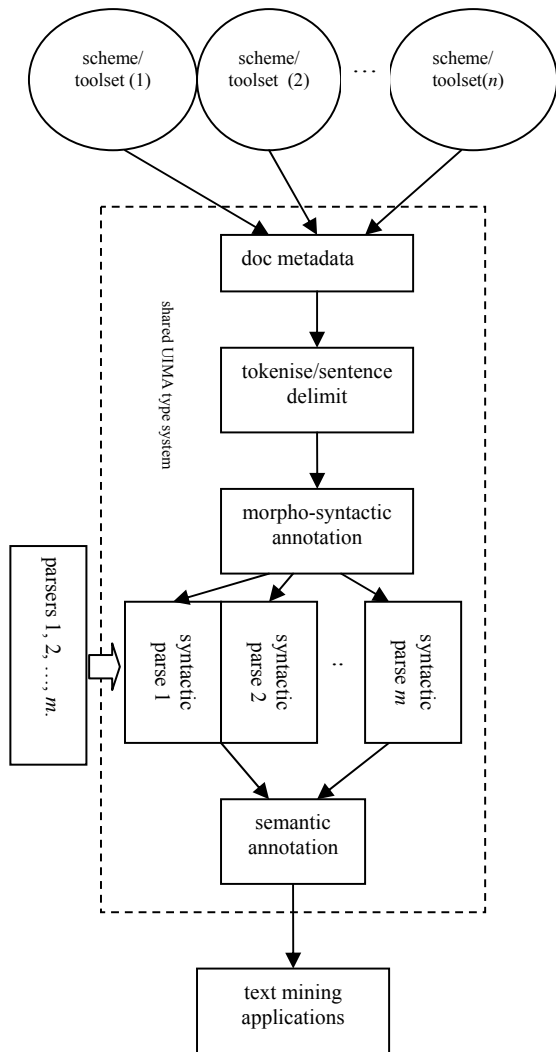 scheme/
toolset (1)
scheme/
toolset (2)
...
scheme/
toolset(n)
doc metadata
shared UIMA type system
tokenise/sentence
delimit
morpho-syntactic
annotation
parsers 1, 2, …, m.
syntactic
parse 1
syntactic
parse 2
..
syntactic
parse m
semantic
annotation
text mining
applications